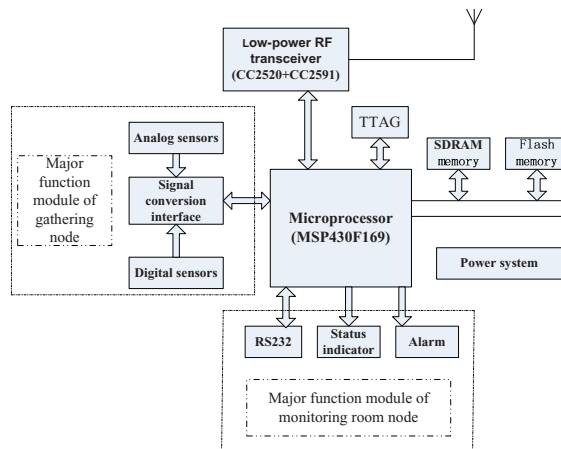 Low-power RF
transceiver
(CC2520+CC2591)
TTAG
SDRAM
memory
Flash
memory
Major
function
module of
gathering
node
Analog sensors
Signal
conversion
interface
Digital sensors
Microprocessor
(MSP430F169)
Power system
RS232
Status
indicator
Alarm
Major function module of
monitoring room node